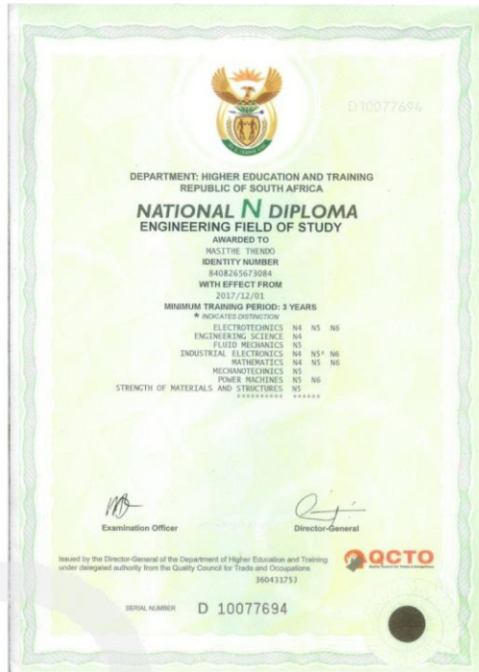 D10077694
DEPARTMENT: HIGHER EDUCATION AND TRAINING
REPUBLIC OF SOUTH AFRICA
NATIONAL N DIPLOMA
ENGINEERING FIELD OF STUDY
AWARDED TO
MASITHE THENDO
IDENTITY NUMBER
8408265673084
WITH EFFECT FROM
2017/12/01
MINIMUM TRAINING PERIOD: 3 YEARS
* INDICATES DISTINCTION
ELECTROTECHNICS N4 N5 N6
ENGINEERING SCIENCE N4
FLUID MECHANICS N5
INDUSTRIAL ELECTRONICS N4 N5* N6
MATHEMATICS N4 N5 N6
MECHANOTECHNICS N5
POWER MACHINES N5 N6
STRENGTH OF MATERIALS AND STRUCTURES N5
********** ******
Examination Officer
Director-General
Issued by the Director-General of the Department of Higher Education and Training
under delegated authority from the Quality Council for Trade and Occupations
QCTO
36043175J
SERIAL NUMBER D 10077694